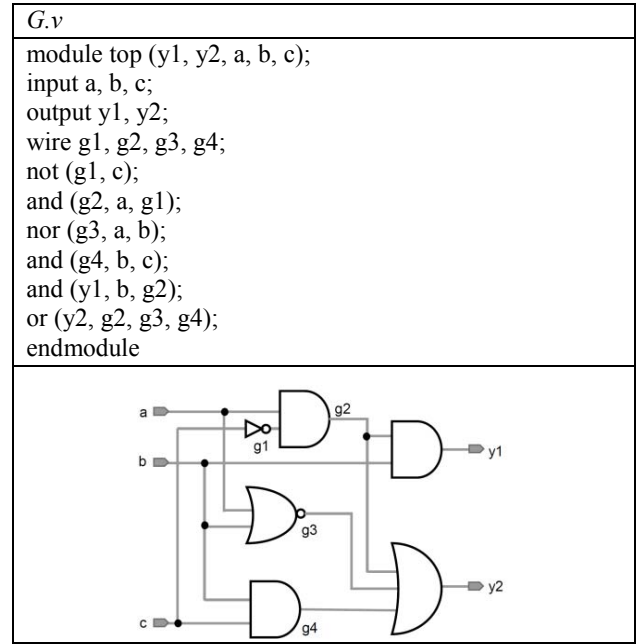 G.v
module top (y1, y2, a, b, c);
input a, b, c;
output y1, y2;
wire g1, g2, g3, g4;
not (g1, c);
and (g2, a, g1);
nor (g3, a, b);
and (g4, b, c);
and (y1, b, g2);
or (y2, g2, g3, g4);
endmodule
a
g2
g1
y1
b
g3
y2
c
g4